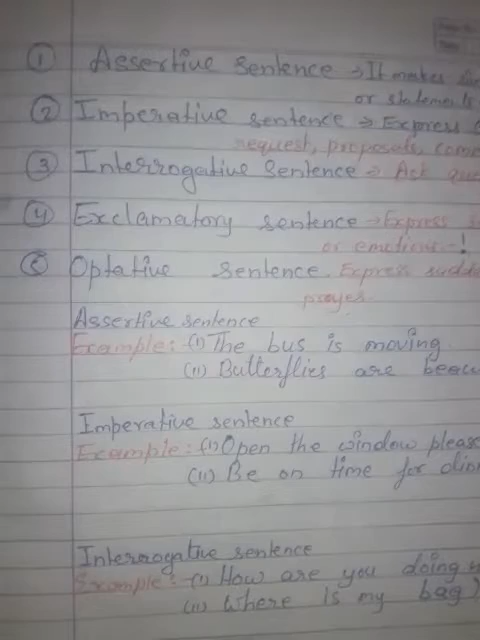 ① Assertive sentence → It makes
or statements
② Imperative sentence → Express
request, proposals,
③ Interrogative sentence → Ask
④ Exclamatory sentence → Express
or emotions - !
⑤ Optative sentence. Express
prayer.
Assertive sentence
Example: (i) The bus is moving.
(ii) Butterflies are
Imperative sentence
Example: (i) Open the window please
(ii) Be on time for
Interrogative sentence
Example: (i) How are you doing
(ii) Where is my bag